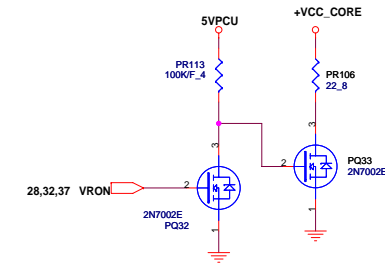 +VCC_CORE
5VPCU
PR113
100K/F_4
PR106
22_8
3
3
2
PQ33
2N7002E
28,32,37 VRON
2
2N7002E
PQ32
1
1